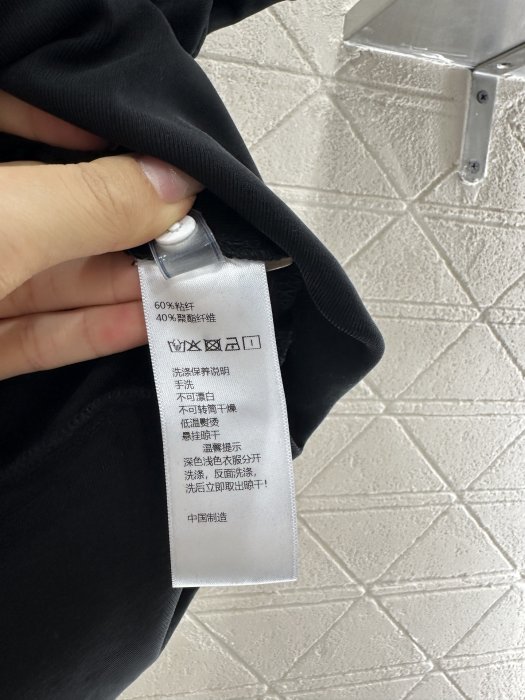 60%粘纤
40%聚酯纤维
洗涤保养说明
手洗
不可漂白
不可转筒干燥
低温熨烫
悬挂晾干
温馨提示
深色浅色衣服分开
洗涤，反面洗涤，
洗后立即取出晾干！
中国制造